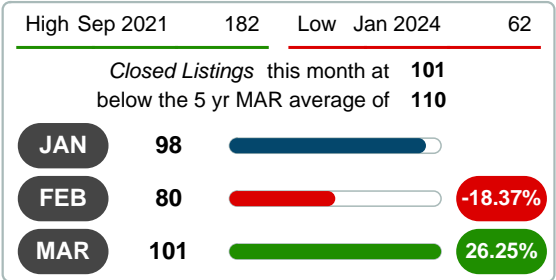 High Sep 2021 182 Low Jan 2024 62
Closed Listings this month at 101
below the 5 yr MAR average of 110
JAN 98
FEB 80 -18.37%
MAR 101 26.25%